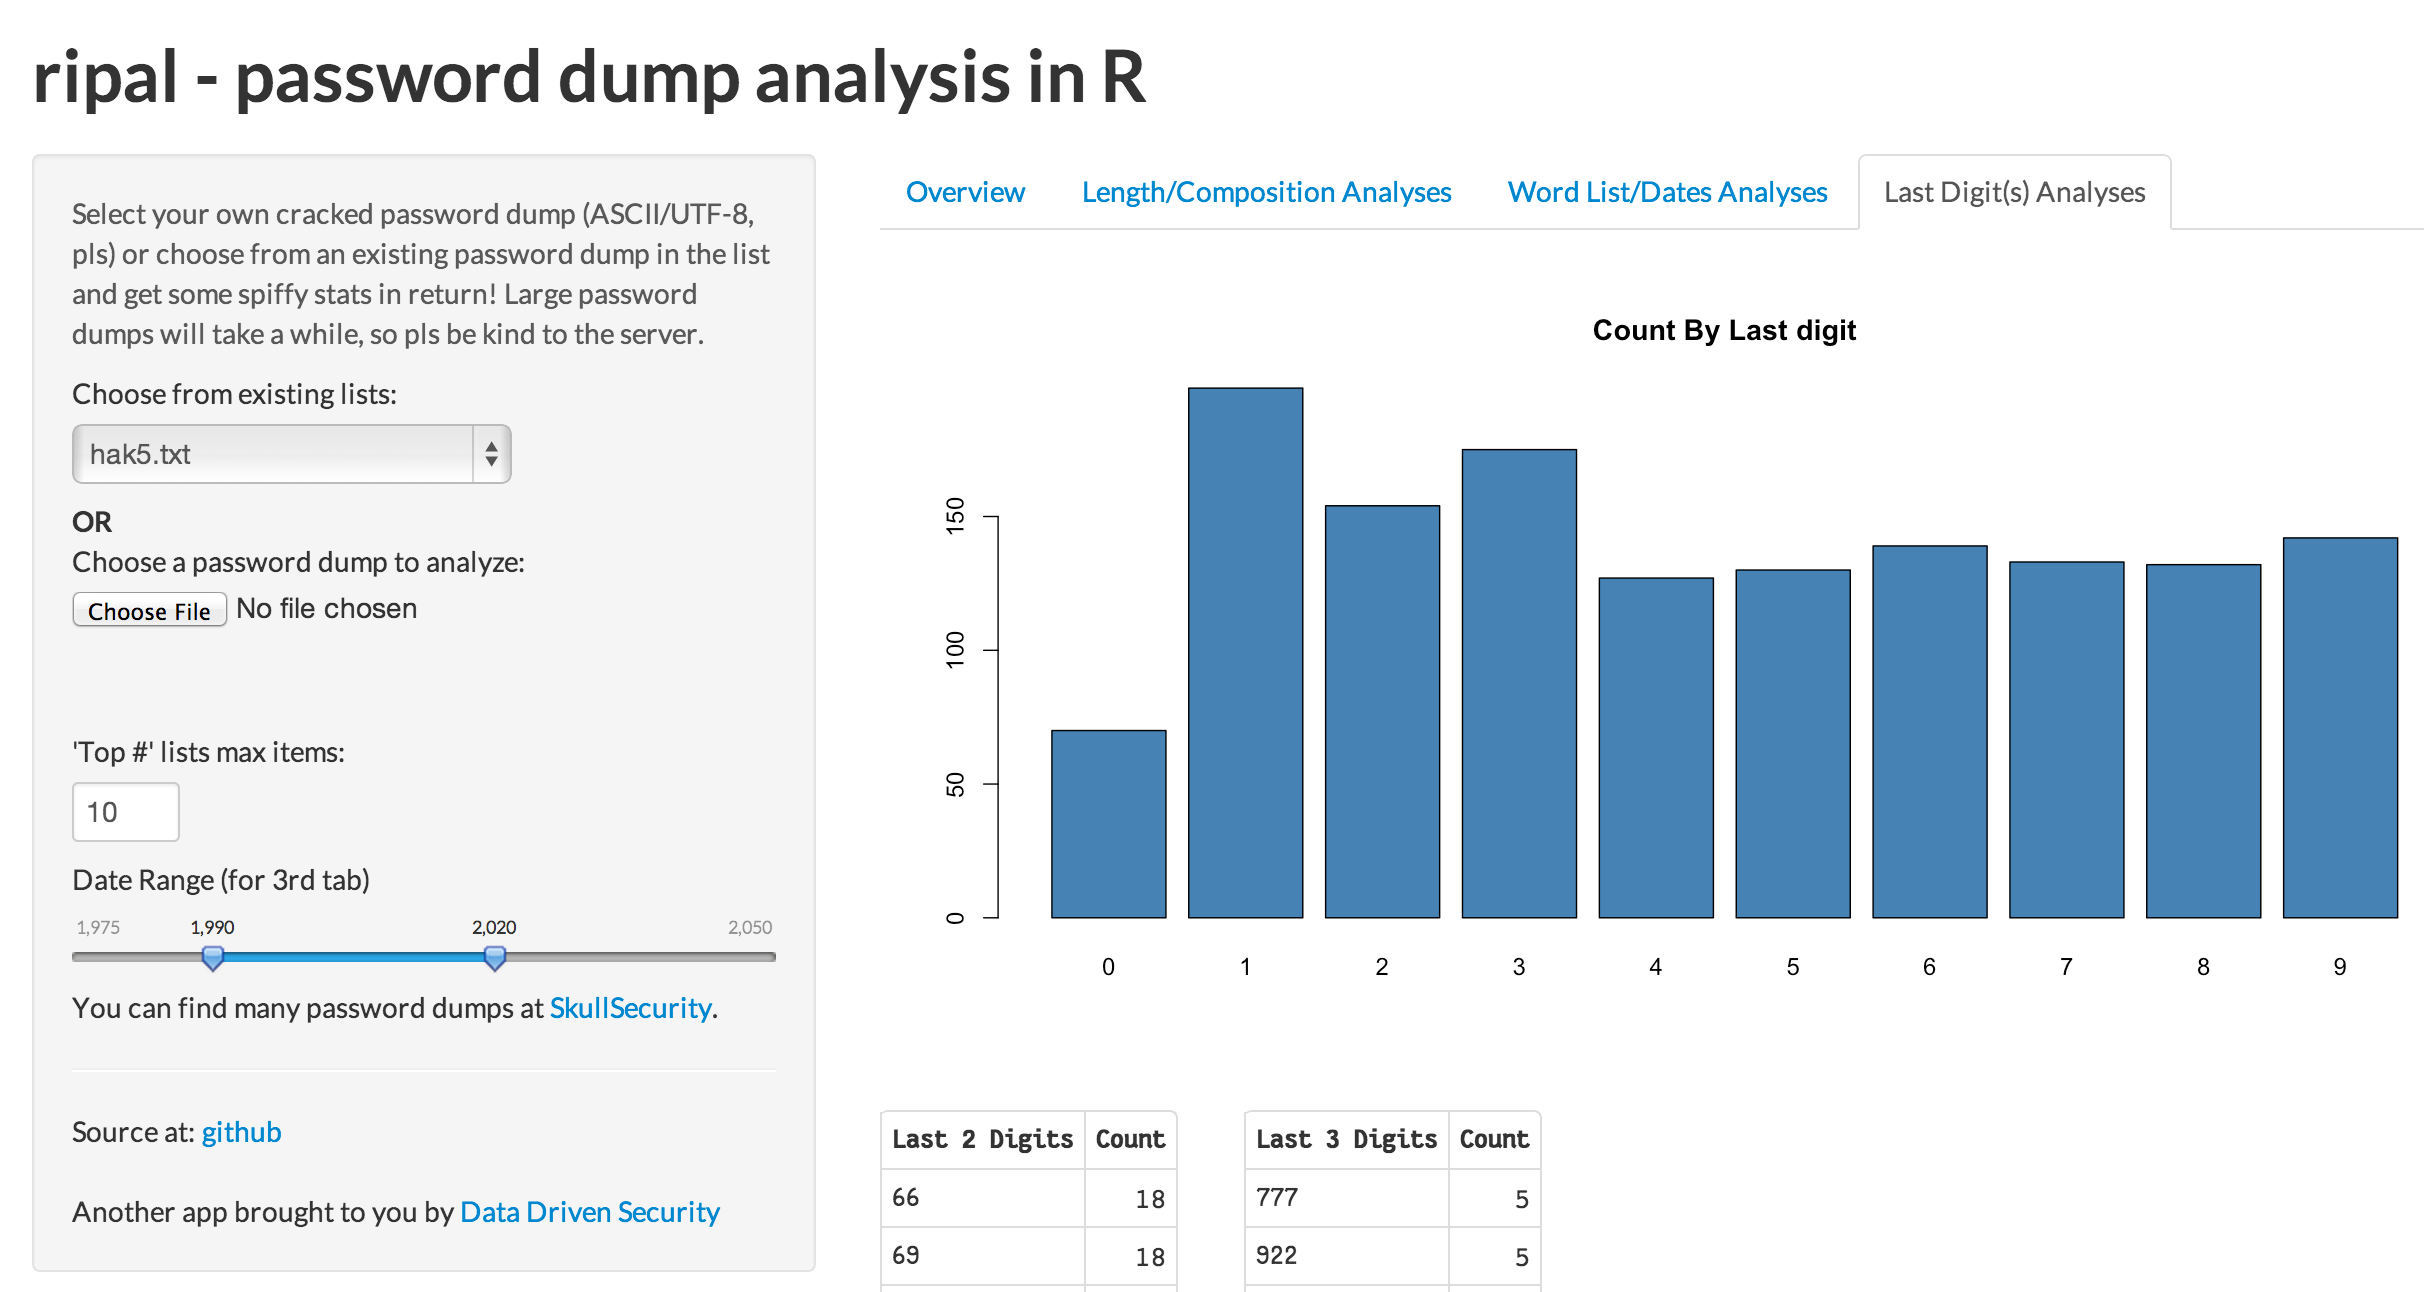 ripal - password dump analysis in R
Select your own cracked password dump (ASCII/UTF-8,
pls) or choose from an existing password dump in the list
and get some spiffy stats in return! Large password
dumps will take a while, so pls be kind to the server.
Choose from existing lists:
hak5.txt
OR
Choose a password dump to analyze:
Choose File No file chosen
'Top #' lists max items:
10
Date Range (for 3rd tab)
1,975 1,990 2,020 2,050
You can find many password dumps at SkullSecurity.
Source at: github
Another app brought to you by Data Driven Security
Overview Length/Composition Analyses Word List/Dates Analyses Last Digit(s) Analyses
Count By Last digit
150
100
50
0
0 1 2 3 4 5 6 7 8 9
Last 2 Digits Count
66 18
69 18
Last 3 Digits Count
777 5
922 5